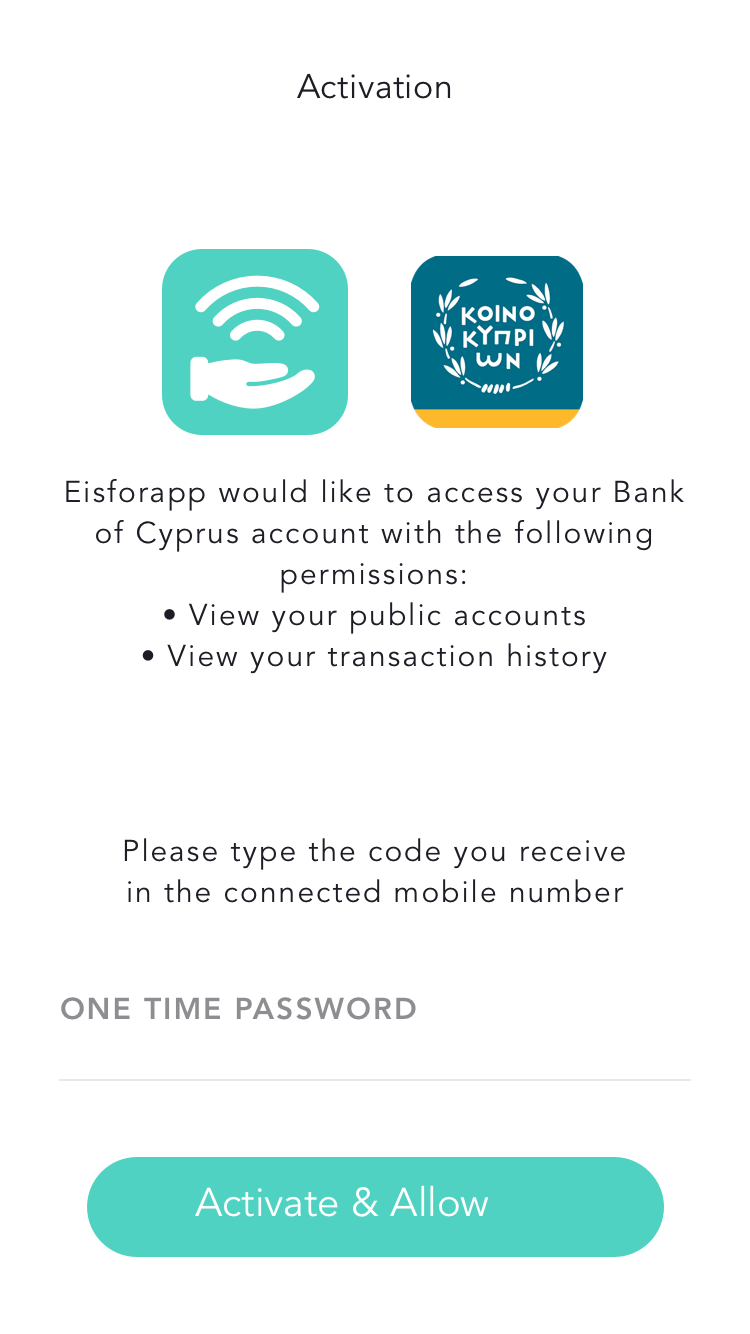 Activation
ΚΟΙΝΟ
ΚΥΠΡΙ
ωΝ
Eisforapp would like to access your Bank
of Cyprus account with the following
permissions:
• View your public accounts
• View your transaction history
Please type the code you receive
in the connected mobile number
ONE TIME PASSWORD
Activate & Allow